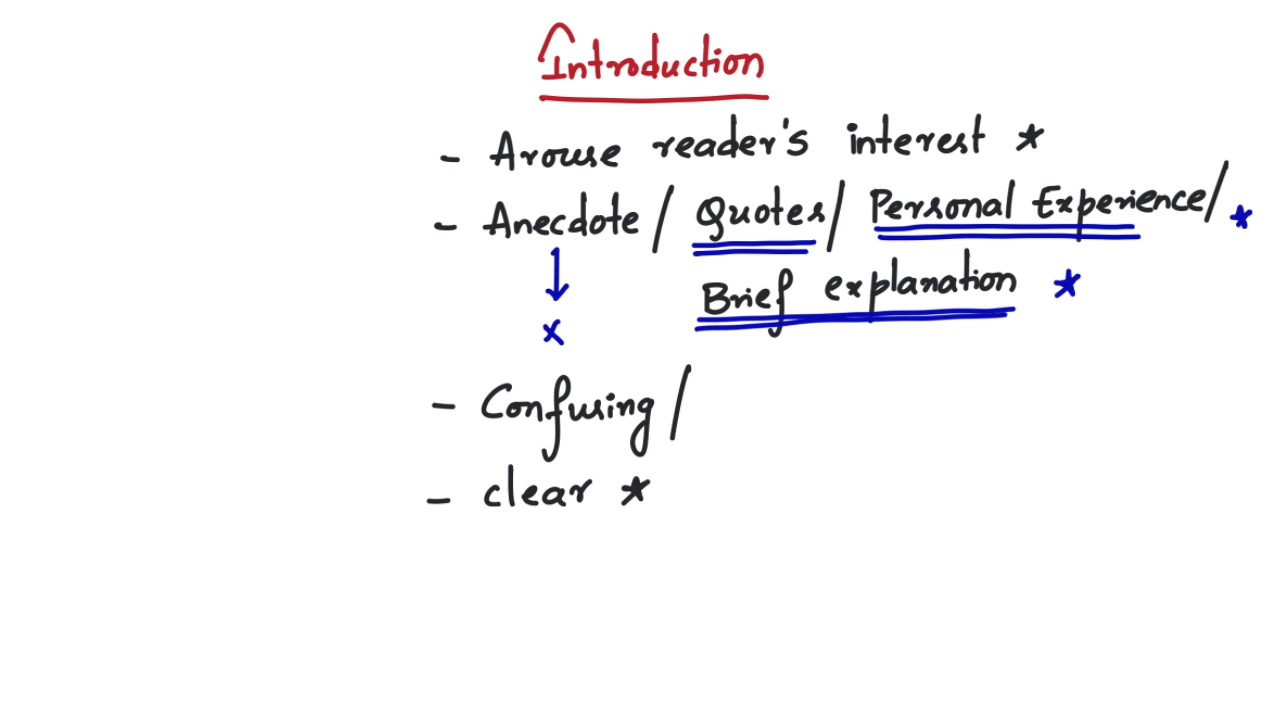 Introduction
- Arouse reader's interest *
- Anecdote / Quotes / Personal Experience / *
Brief explanation *
x
- Confusing /
- clear *